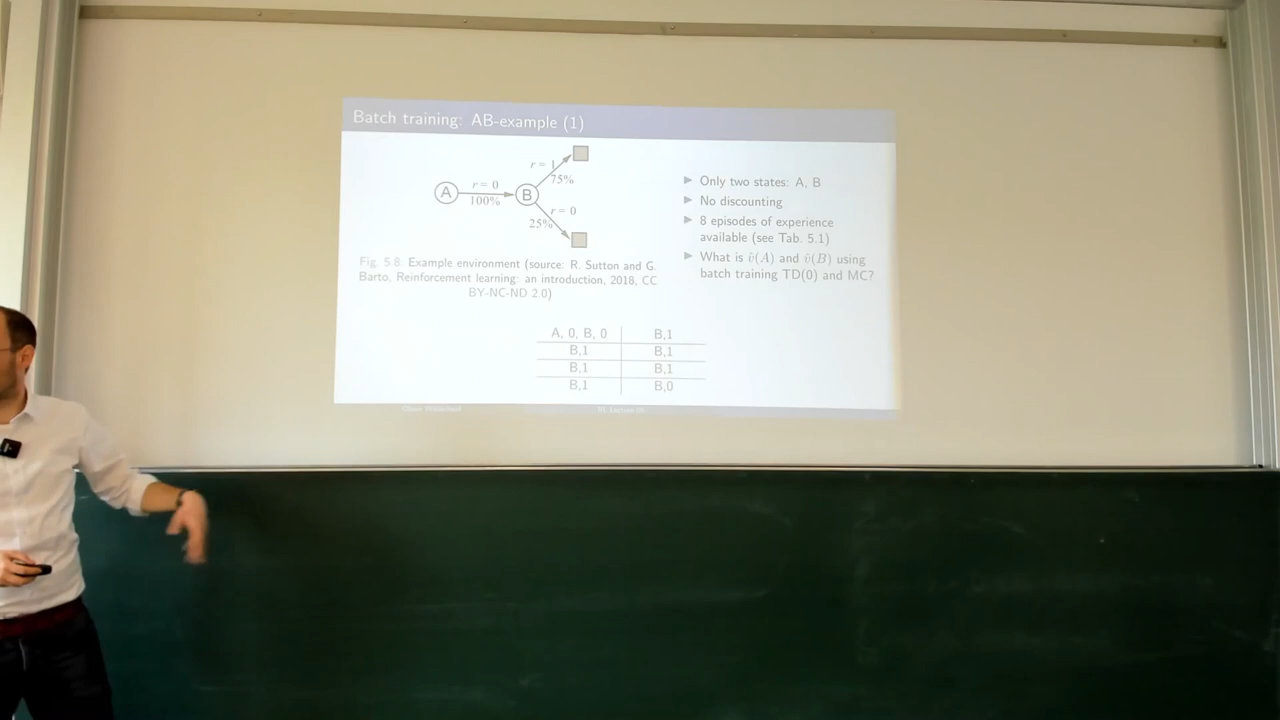 Batch training: AB-example (1)
r = 1
75%
A
r = 0
100%
B
r = 0
25%
▶ Only two states: A, B
▶ No discounting
▶ 8 episodes of experience
available (see Tab. 5.1)
▶ What is v̂(A) and v̂(B) using
batch training TD(0) and MC?
Fig. 5.8: Example environment (source: R. Sutton and G.
Barto, Reinforcement learning: an introduction, 2018, CC
BY-NC-ND 2.0)
A, 0, B, 0 B,1
B,1 B,1
B,1 B,1
B,1 B,0